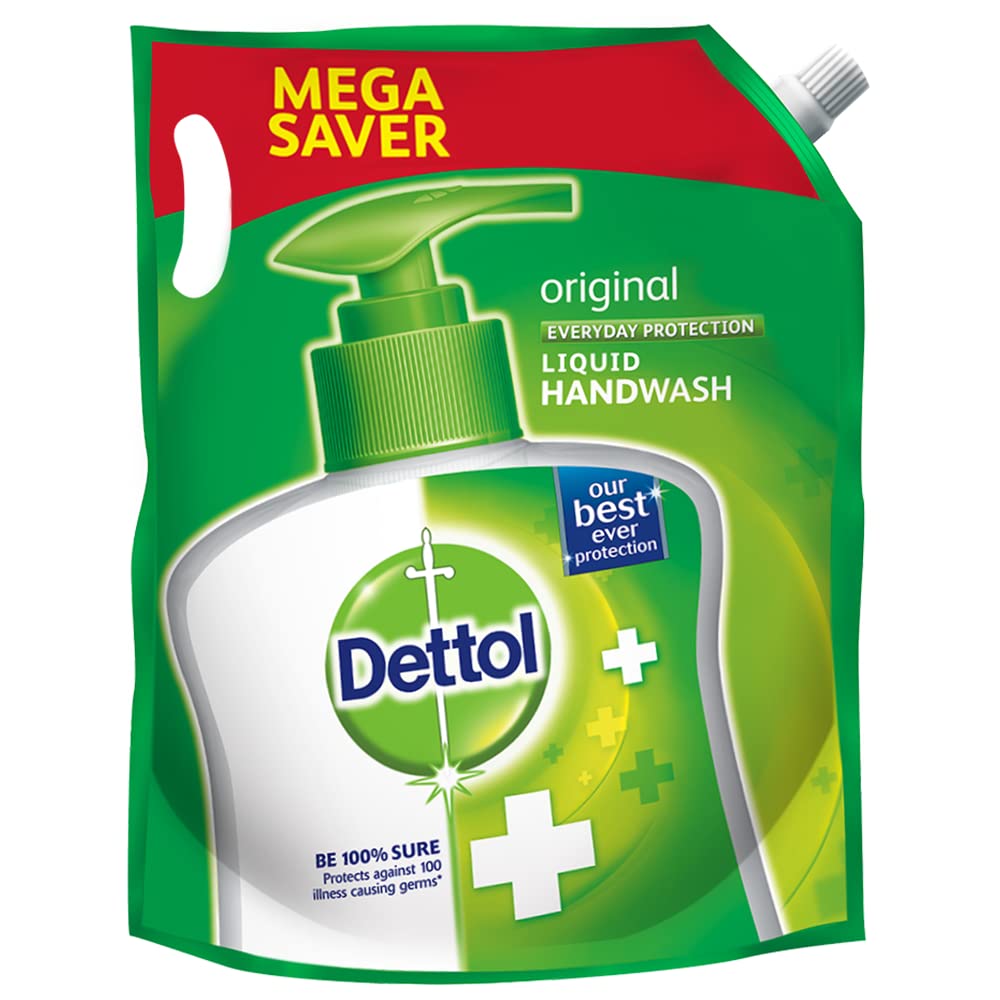 MEGA
SAVER
original
EVERYDAY PROTECTION
LIQUID
HANDWASH
our
best
ever
protection
Dettol
BE 100% SURE
Protects against 100
illness causing germs*